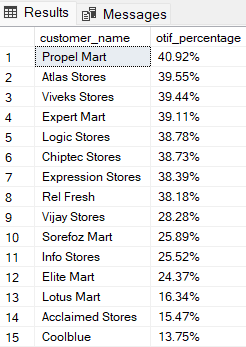 Results Messages
customer_name otif_percentage
1 Propel Mart 40.92%
2 Atlas Stores 39.55%
3 Viveks Stores 39.44%
4 Expert Mart 39.11%
5 Logic Stores 38.78%
6 Chiptec Stores 38.73%
7 Expression Stores 38.39%
8 Rel Fresh 38.18%
9 Vijay Stores 28.28%
10 Sorefoz Mart 25.89%
11 Info Stores 25.52%
12 Elite Mart 24.37%
13 Lotus Mart 16.34%
14 Acclaimed Stores 15.47%
15 Coolblue 13.75%